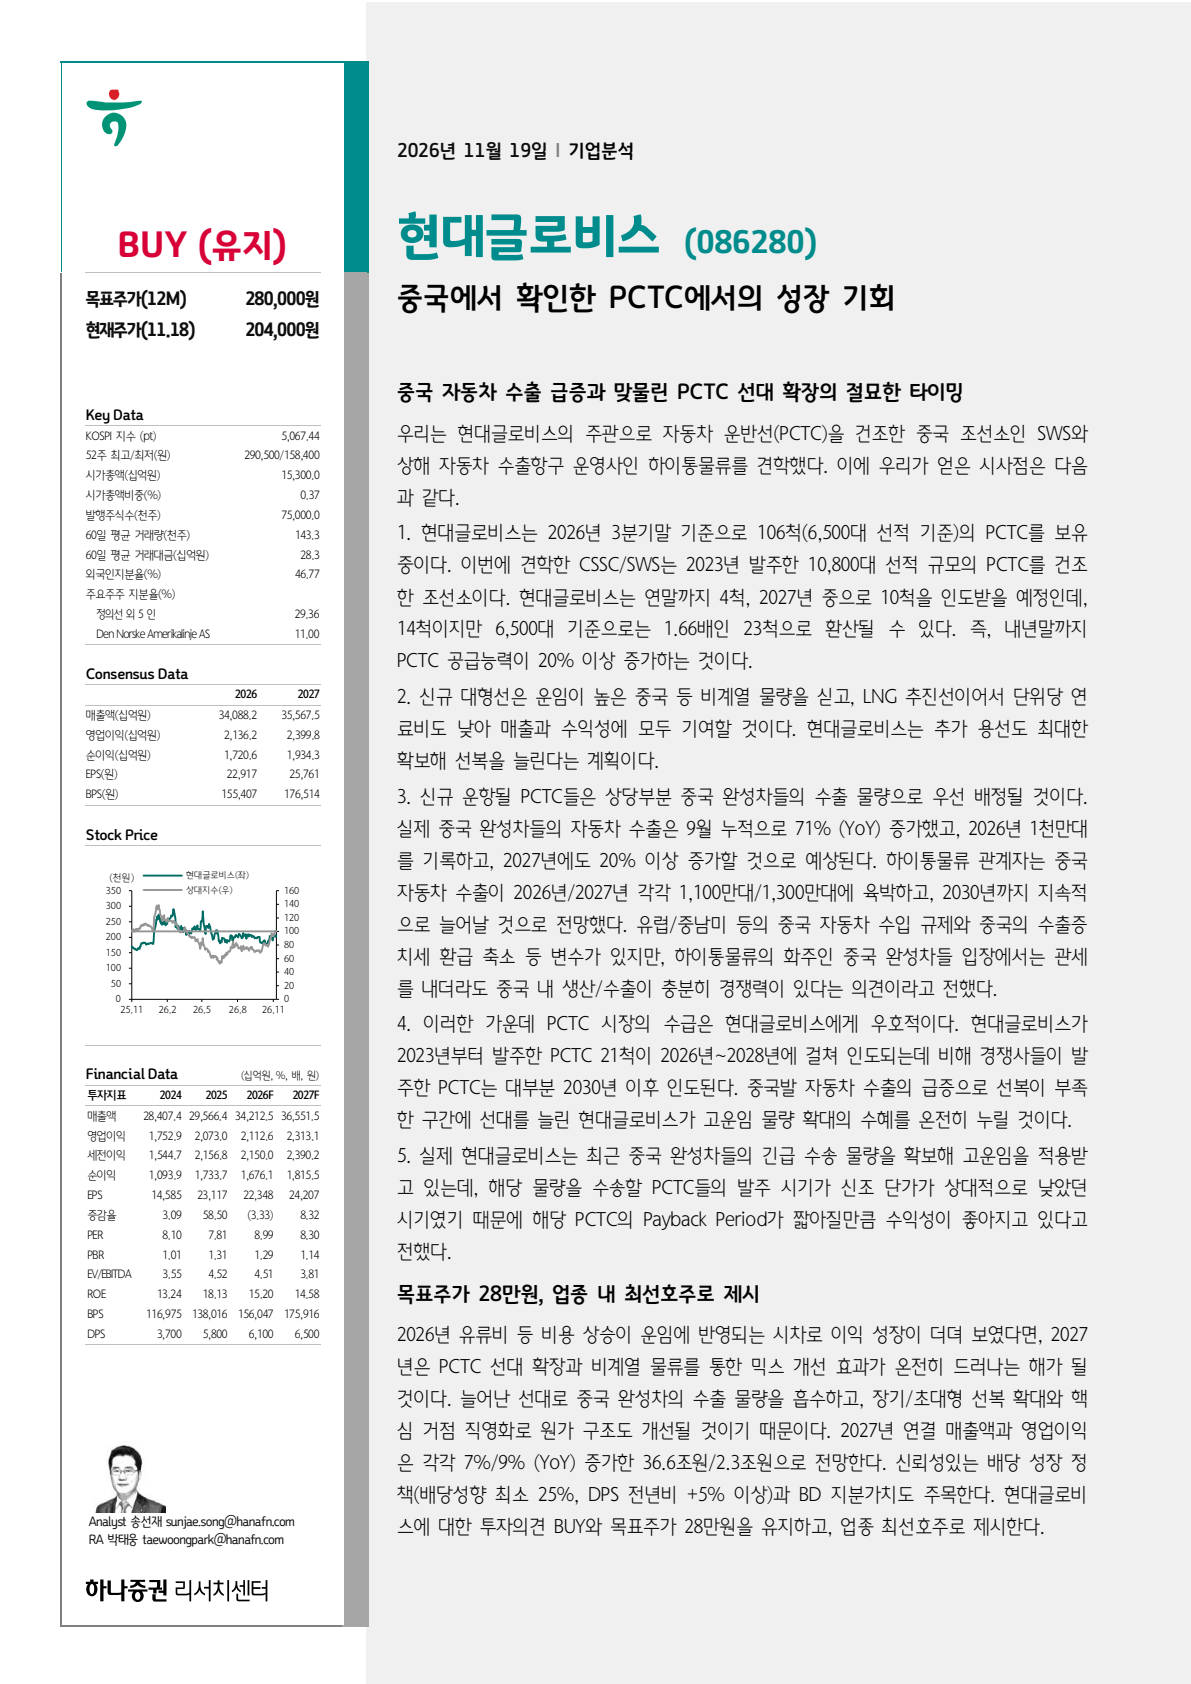 BUY (유지)
목표주가(12M) 280,000원
현재주가(11.18) 204,000원
Key Data
KOSPI 지수 (pt) 5,067.44
52주 최고/최저(원) 290,500/158,400
시가총액(십억원) 15,300.0
시가총액비중(%) 0.37
발행주식수(천주) 75,000.0
60일 평균 거래량(천주) 143.3
60일 평균 거래대금(십억원) 28.3
외국인지분율(%) 46.77
주요주주 지분율(%)
정의선 외 5 인 29.36
Den Norske Amerikalinje AS 11.00
Consensus Data
2026 2027
매출액(십억원) 34,088.2 35,567.5
영업이익(십억원) 2,136.2 2,399.8
순이익(십억원) 1,720.6 1,934.3
EPS(원) 22,917 25,761
BPS(원) 155,407 176,514
Stock Price
(천원) 현대글로비스(좌)
상대지수(우)
350 160
300 140
250 120
200 100
150 80
100 60
50 40
0 20
0
25.11 26.2 26.5 26.8 26.11
Financial Data (십억원, %, 배, 원)
투자지표 2024 2025 2026F 2027F
매출액 28,407.4 29,566.4 34,212.5 36,551.5
영업이익 1,752.9 2,073.0 2,112.6 2,313.1
세전이익 1,544.7 2,156.8 2,150.0 2,390.2
순이익 1,093.9 1,733.7 1,676.1 1,815.5
EPS 14,585 23,117 22,348 24,207
증감율 3.09 58.50 (3.33) 8.32
PER 8.10 7.81 8.99 8.30
PBR 1.01 1.31 1.29 1.14
EV/EBITDA 3.55 4.52 4.51 3.81
ROE 13.24 18.13 15.20 14.58
BPS 116,975 138,016 156,047 175,916
DPS 3,700 5,800 6,100 6,500
Analyst 송선재 sunjae.song@hanafn.com
RA 박태웅 taewoongpark@hanafn.com
하나증권 리서치센터
2026년 11월 19일 | 기업분석
현대글로비스 (086280)
중국에서 확인한 PCTC에서의 성장 기회
중국 자동차 수출 급증과 맞물린 PCTC 선대 확장의 절묘한 타이밍
우리는 현대글로비스의 주관으로 자동차 운반선(PCTC)을 건조한 중국 조선소인 SWS와
상해 자동차 수출항구 운영사인 하이통물류를 견학했다. 이에 우리가 얻은 시사점은 다음
과 같다.
1. 현대글로비스는 2026년 3분기말 기준으로 106척(6,500대 선적 기준)의 PCTC를 보유
중이다. 이번에 견학한 CSSC/SWS는 2023년 발주한 10,800대 선적 규모의 PCTC를 건조
한 조선소이다. 현대글로비스는 연말까지 4척, 2027년 중으로 10척을 인도받을 예정인데,
14척이지만 6,500대 기준으로는 1.66배인 23척으로 환산될 수 있다. 즉, 내년말까지
PCTC 공급능력이 20% 이상 증가하는 것이다.
2. 신규 대형선은 운임이 높은 중국 등 비계열 물량을 싣고, LNG 추진선이어서 단위당 연
료비도 낮아 매출과 수익성에 모두 기여할 것이다. 현대글로비스는 추가 용선도 최대한
확보해 선복을 늘린다는 계획이다.
3. 신규 운항될 PCTC들은 상당부분 중국 완성차들의 수출 물량으로 우선 배정될 것이다.
실제 중국 완성차들의 자동차 수출은 9월 누적으로 71% (YoY) 증가했고, 2026년 1천만대
를 기록하고, 2027년에도 20% 이상 증가할 것으로 예상된다. 하이통물류 관계자는 중국
자동차 수출이 2026년/2027년 각각 1,100만대/1,300만대에 육박하고, 2030년까지 지속적
으로 늘어날 것으로 전망했다. 유럽/중남미 등의 중국 자동차 수입 규제와 중국의 수출증
치세 환급 축소 등 변수가 있지만, 하이통물류의 화주인 중국 완성차들 입장에서는 관세
를 내더라도 중국 내 생산/수출이 충분히 경쟁력이 있다는 의견이라고 전했다.
4. 이러한 가운데 PCTC 시장의 수급은 현대글로비스에게 우호적이다. 현대글로비스가
2023년부터 발주한 PCTC 21척이 2026년~2028년에 걸쳐 인도되는데 비해 경쟁사들이 발
주한 PCTC는 대부분 2030년 이후 인도된다. 중국발 자동차 수출의 급증으로 선복이 부족
한 구간에 선대를 늘린 현대글로비스가 고운임 물량 확대의 수혜를 온전히 누릴 것이다.
5. 실제 현대글로비스는 최근 중국 완성차들의 긴급 수송 물량을 확보해 고운임을 적용받
고 있는데, 해당 물량을 수송할 PCTC들의 발주 시기가 신조 단가가 상대적으로 낮았던
시기였기 때문에 해당 PCTC의 Payback Period가 짧아질만큼 수익성이 좋아지고 있다고
전했다.
목표주가 28만원, 업종 내 최선호주로 제시
2026년 유류비 등 비용 상승이 운임에 반영되는 시차로 이익 성장이 더뎌 보였다면, 2027
년은 PCTC 선대 확장과 비계열 물류를 통한 믹스 개선 효과가 온전히 드러나는 해가 될
것이다. 늘어난 선대로 중국 완성차의 수출 물량을 흡수하고, 장기/초대형 선복 확대와 핵
심 거점 직영화로 원가 구조도 개선될 것이기 때문이다. 2027년 연결 매출액과 영업이익
은 각각 7%/9% (YoY) 증가한 36.6조원/2.3조원으로 전망한다. 신뢰성있는 배당 성장 정
책(배당성향 최소 25%, DPS 전년비 +5% 이상)과 BD 지분가치도 주목한다. 현대글로비
스에 대한 투자의견 BUY와 목표주가 28만원을 유지하고, 업종 최선호주로 제시한다.